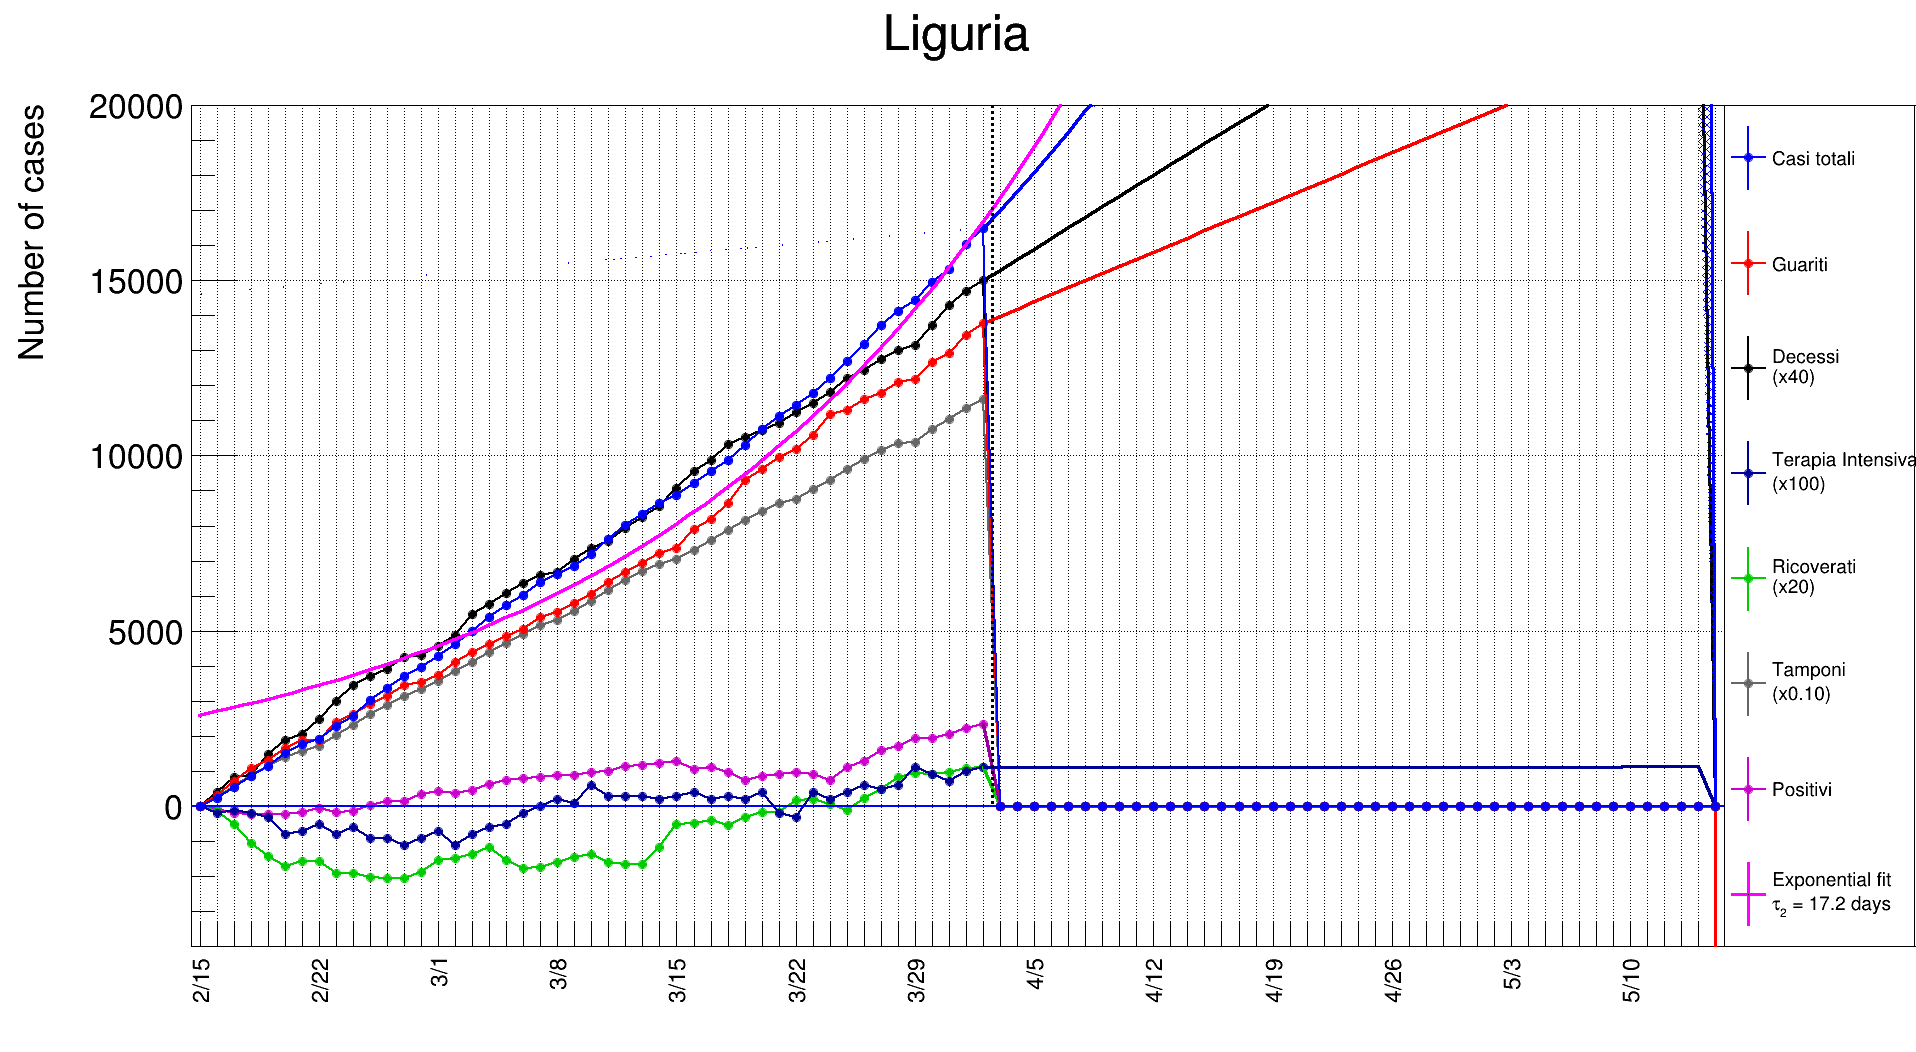 Liguria
Number of cases
20000
15000
10000
5000
0
2/15
2/22
3/1
3/8
3/15
3/22
3/29
4/5
4/12
4/19
4/26
5/3
5/10
Casi totali
Guariti
Decessi
(x40)
Terapia Intensiva
(x100)
Ricoverati
(x20)
Tamponi
(x0.10)
Positivi
Exponential fit
τ2 = 17.2 days